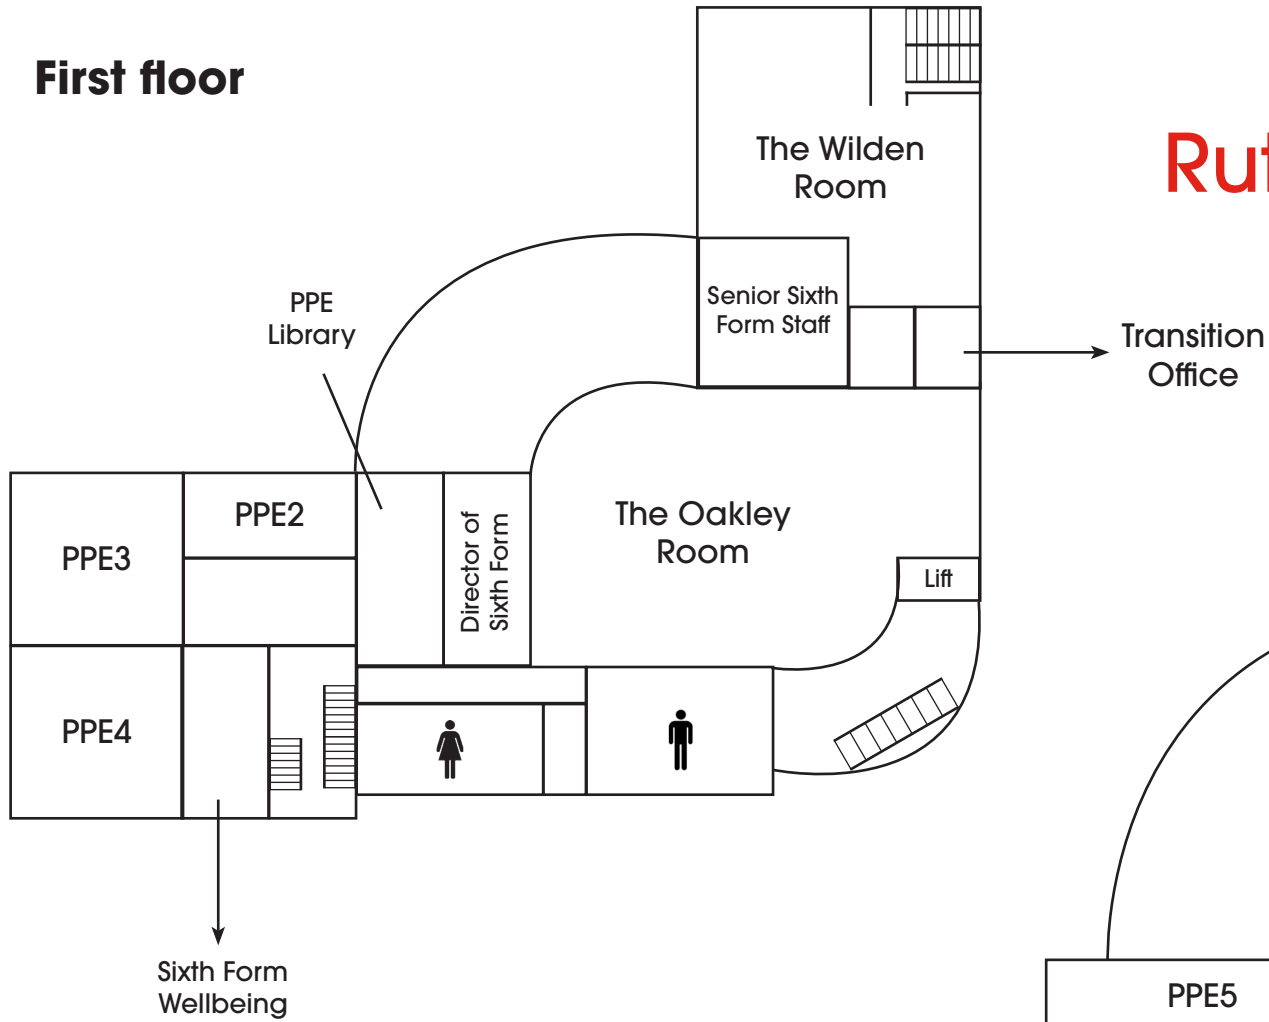 First floor
The Wilden
Room
Senior Sixth
Form Staff
PPE
Library
Transition
Office
PPE2
PPE3
Director of
Sixth Form
The Oakley
Room
Lift
PPE4
Sixth Form
Wellbeing
PPE5